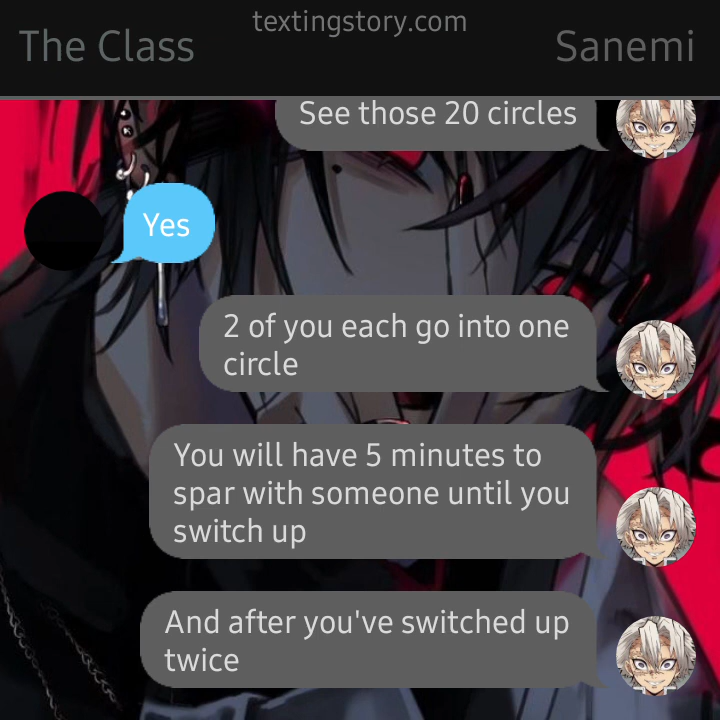 textingstory.com
The Class
Sanemi
See those 20 circles
Yes
2 of you each go into one
circle
You will have 5 minutes to
spar with someone until you
switch up
And after you've switched up
twice